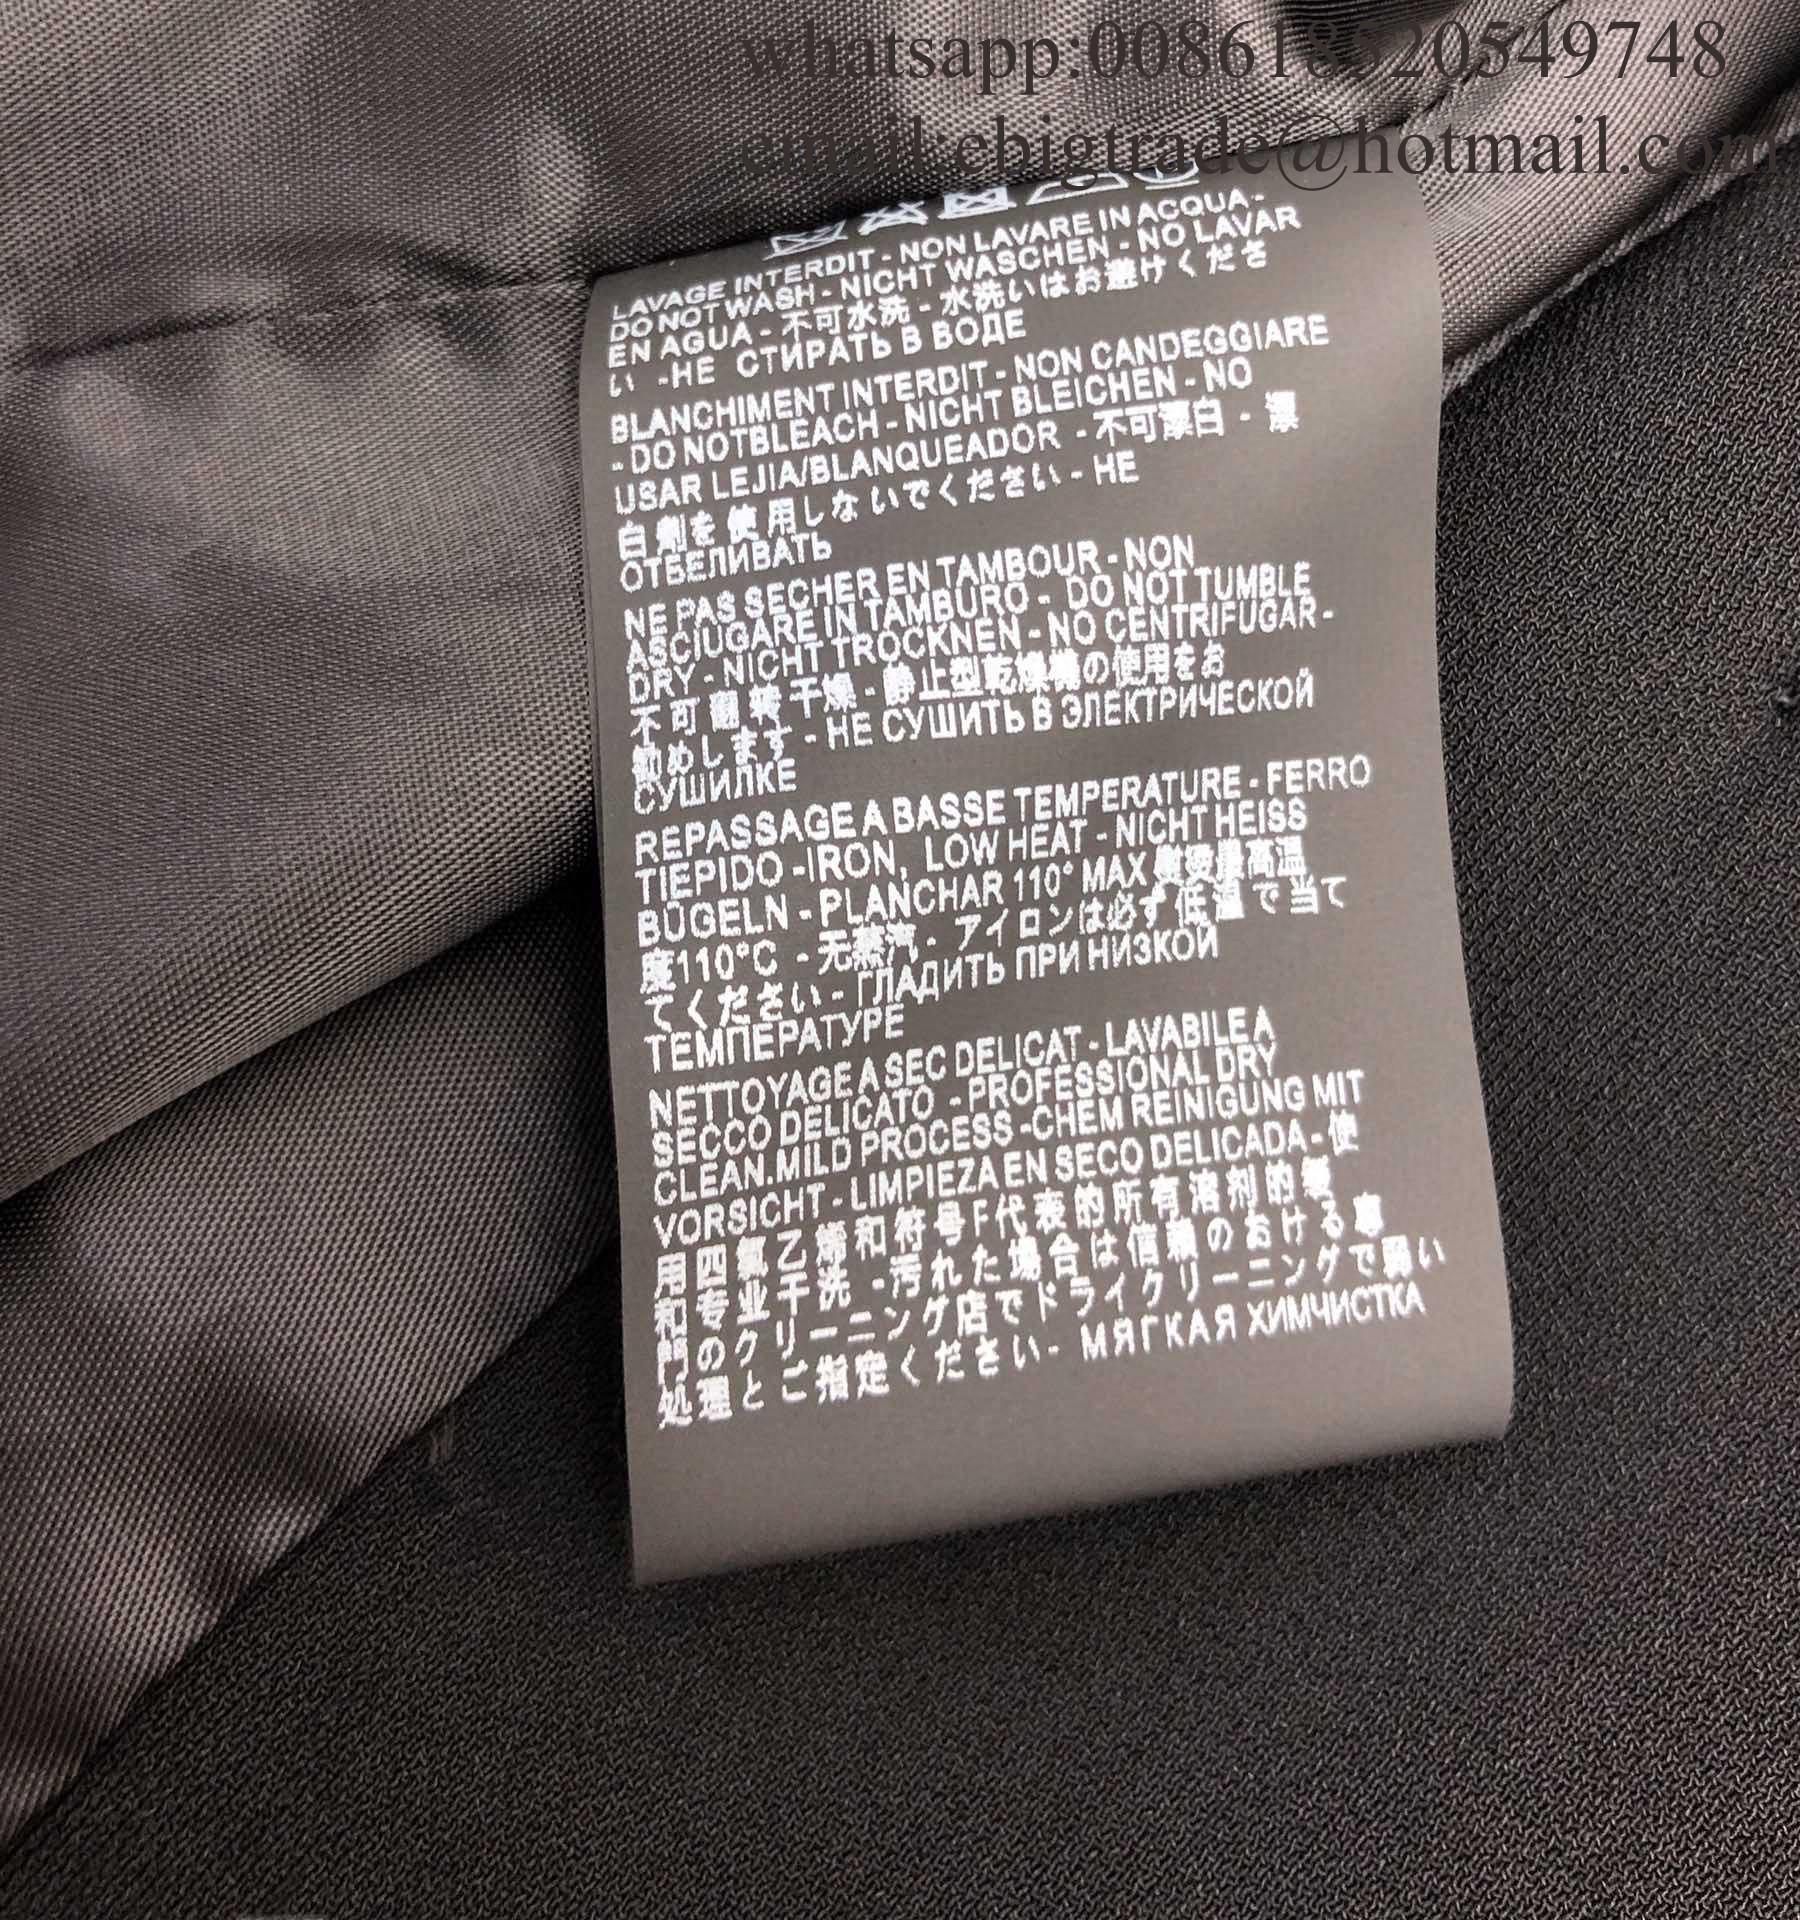 whatsapp:008618520549748
email:cbigtrade@hotmail.com
LAVAGE INTERDIT - NON LAVARE IN ACQUA -
DO NOT WASH - NICHT WASCHEN - NO LAVAR
EN AGUA - 不可水洗 - 水洗いはお避けくださ
い -НЕ СТИРАТЬ В ВОДЕ
BLANCHIMENT INTERDIT - NON CANDEGGIARE
- DO NOTBLEACH - NICHT BLEICHEN - NO
USAR LEJIA/BLANQUEADOR - 不可漂白 - 漂
白剤を使用しないでください - НЕ
ОТБЕЛИВАТЬ
NE PAS SECHER EN TAMBOUR - NON
ASCIUGARE IN TAMBURO - DO NOT TUMBLE
DRY - NICHT TROCKNEN - NO CENTRIFUGAR -
不可翻转干燥 - 静止型乾燥機の使用をお
勧めします - НЕ СУШИТЬ В ЭЛЕКТРИЧЕСКОЙ
СУШИЛКЕ
REPASSAGE A BASSE TEMPERATURE - FERRO
TIEPIDO -IRON, LOW HEAT - NICHT HEISS
BÜGELN - PLANCHAR 110° MAX 最高温
度110°C - 无蒸汽 - アイロンは必ず低温で当て
てください - ГЛАДИТЬ ПРИ НИЗКОЙ
ТЕМПЕРАТУРЕ
NETTOYAGE A SEC DELICAT - LAVABILE A
SECCO DELICATO - PROFESSIONAL DRY
CLEAN.MILD PROCESS -CHEM REINIGUNG MIT
VORSICHT - LIMPIEZA EN SECO DELICADA - 使
用四氯乙烯和符号F代表的所有溶剂的
和专业干洗 - 汚れた場合は信頼のおける専
門のクリーニング店でドライクリーニングで弱い
処理とご指定ください - МЯГКАЯ ХИМЧИСТКА